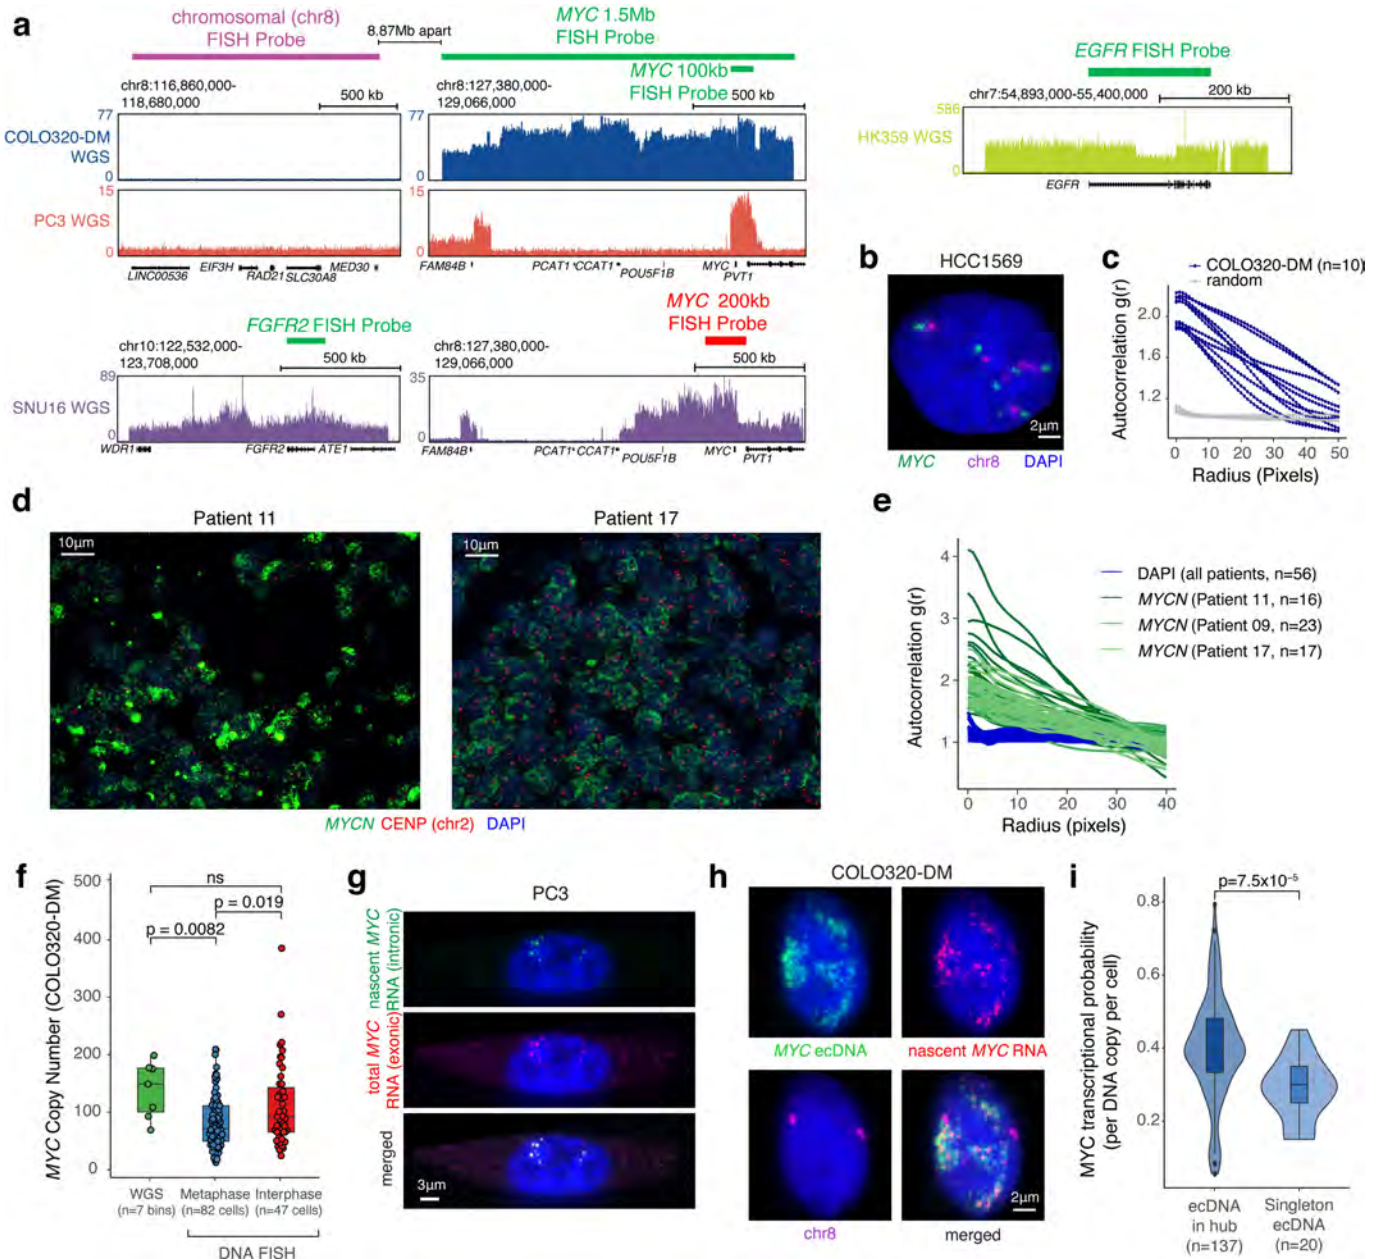 a
chromosomal (chr8)
FISH Probe
8.87Mb apart
MYC 1.5Mb
FISH Probe
MYC 100kb
FISH Probe
EGFR FISH Probe
chr8:116,860,000-
118,680,000
500 kb
chr8:127,380,000-
129,066,000
500 kb
chr7:54,893,000-55,400,000
200 kb
COLO320-DM
WGS
77
0
77
0
HK359 WGS
586
0
EGFR
PC3 WGS
15
0
15
0
LINC00536
EIF3H
RAD21
SLC30A8
MED30
FAM84B
PCAT1
CCAT1
POU5F1B
MYC
PVT1
FGFR2 FISH Probe
MYC 200kb
FISH Probe
chr10:122,532,000-
123,708,000
500 kb
chr8:127,380,000-
129,066,000
500 kb
SNU16 WGS
89
0
35
0
WDR1
FGFR2
ATE1
FAM84B
PCAT1
CCAT1
POU5F1B
MYC
PVT1
b
HCC1569
2μm
MYC chr8 DAPI
c
COLO320-DM (n=10)
random
Autocorrelation g(r)
2.0
1.6
1.2
0 10 20 30 40 50
Radius (Pixels)
d
Patient 11
Patient 17
10μm
10μm
MYCN CENP (chr2) DAPI
e
Autocorrelation g(r)
4
3
2
1
0 10 20 30 40
Radius (pixels)
DAPI (all patients, n=56)
MYCN (Patient 11, n=16)
MYCN (Patient 09, n=23)
MYCN (Patient 17, n=17)
f
MYC Copy Number (COLO320-DM)
500
400
300
200
100
0
ns
p = 0.019
p = 0.0082
WGS
(n=7 bins)
Metaphase
(n=82 cells)
Interphase
(n=47 cells)
DNA FISH
g
PC3
nascent MYC
RNA (intronic)
total MYC
RNA (exonic)
merged
3μm
h
COLO320-DM
MYC ecDNA
nascent MYC RNA
chr8
merged
2μm
i
p=7.5x10⁻⁵
MYC transcriptional probability
(per DNA copy per cell)
0.8
0.6
0.4
0.2
ecDNA
in hub
(n=137)
Singleton
ecDNA
(n=20)